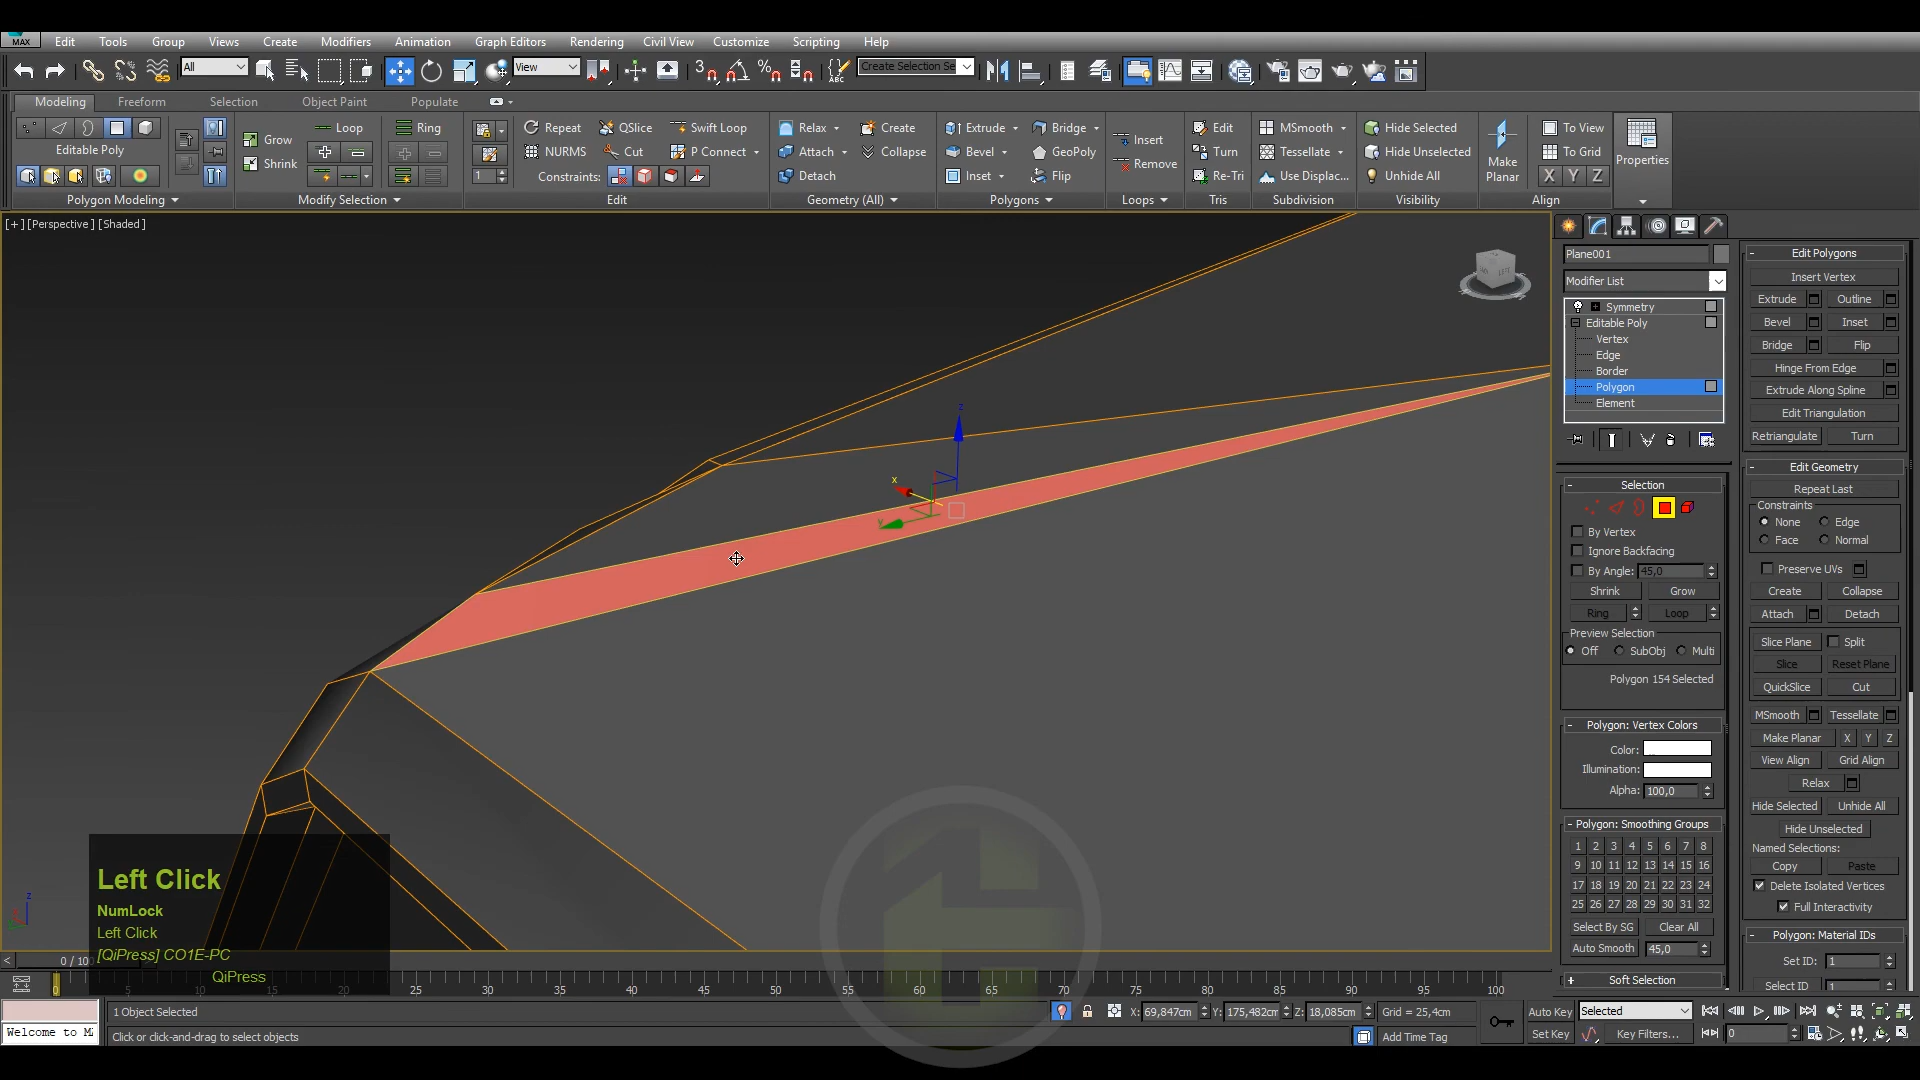 MAX Edit Tools Group Views Create Modifiers Animation Graph Editors Rendering Civil View Customize Scripting Help
All View Create Selection Se
Modeling Freeform Selection Object Paint Populate
Editable Poly
Polygon Modeling
Grow Loop Ring
Shrink
Modify Selection
Repeat QSlice Swift Loop
NURMS Cut P Connect
1 Constraints:
Edit
Relax Create
Attach Collapse
Detach
Geometry (All)
Extrude Bridge
Bevel GeoPoly
Inset Flip
Polygons
Insert
Remove
Loops
Edit
Turn
Re-Tri
Tris
MSmooth
Tessellate
Use Displac...
Subdivision
Hide Selected
Hide Unselected
Unhide All
Visibility
Make
Planar
To View
To Grid
X Y Z
Align
Properties
[+] [Perspective] [Shaded]
z
x
y
Left Click
NumLock
Left Click
[QiPress] CO1E-PC
QiPress
z
Plane001
Modifier List
Symmetry
Editable Poly
Vertex
Edge
Border
Polygon
Element
- Selection
By Vertex
Ignore Backfacing
By Angle: 45,0
Shrink Grow
Ring Loop
Preview Selection
Off SubObj Multi
Polygon 154 Selected
- Polygon: Vertex Colors
Color:
Illumination:
Alpha: 100,0
- Polygon: Smoothing Groups
1 2 3 4 5 6 7 8
9 10 11 12 13 14 15 16
17 18 19 20 21 22 23 24
25 26 27 28 29 30 31 32
Select By SG Clear All
Auto Smooth 45,0
+ Soft Selection
- Edit Polygons
Insert Vertex
Extrude Outline
Bevel Inset
Bridge Flip
Hinge From Edge
Extrude Along Spline
Edit Triangulation
Retriangulate Turn
- Edit Geometry
Repeat Last
Constraints
None Edge
Face Normal
Preserve UVs
Create Collapse
Attach Detach
Slice Plane Split
Slice Reset Plane
QuickSlice Cut
MSmooth Tessellate
Make Planar X Y Z
View Align Grid Align
Relax
Hide Selected Unhide All
Hide Unselected
Named Selections:
Copy Paste
Delete Isolated Vertices
Full Interactivity
- Polygon: Material IDs
Set ID: 1
Select ID 1
< 0 / 100
0 5 10 15 20 25 30 35 40 45 50 55 60 65 70 75 80 85 90 95 100
1 Object Selected
X: 69,847cm Y: 175,482cm Z: 18,085cm Grid = 25,4cm
Auto Key Selected
Welcome to M
Click or click-and-drag to select objects
Add Time Tag
Set Key Key Filters... 0